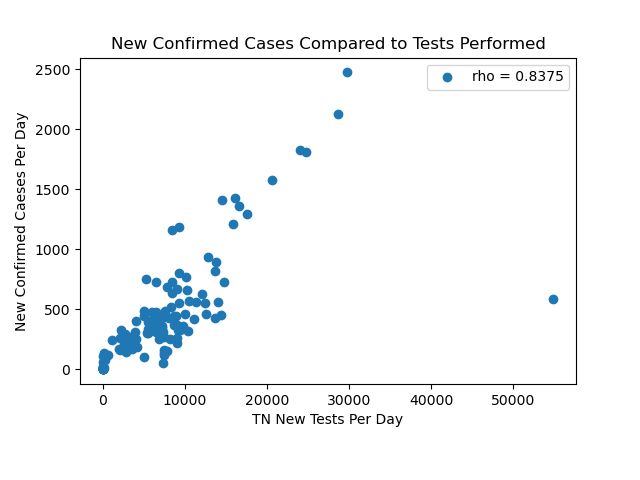 New Confirmed Cases Compared to Tests Performed
rho = 0.8375
New Confirmed Caeses Per Day
2500
2000
1500
1000
500
0
0 10000 20000 30000 40000 50000
TN New Tests Per Day